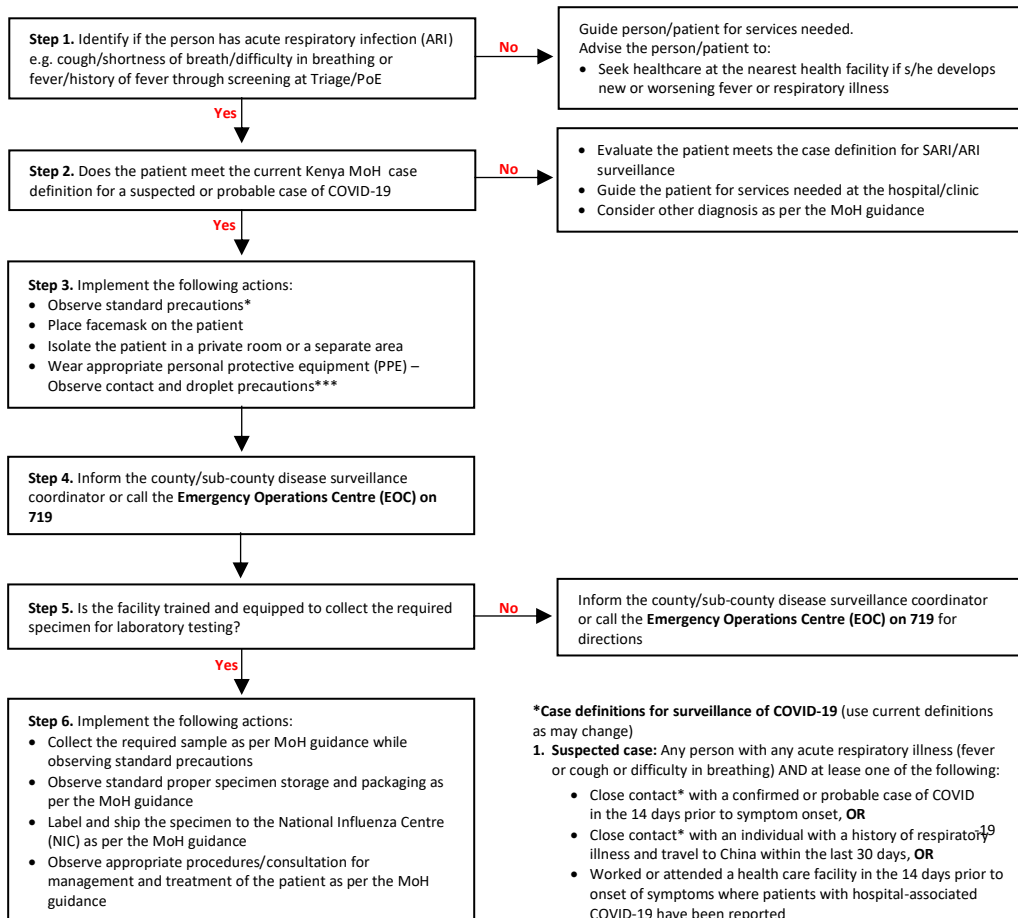 Step 1. Identify if the person has acute respiratory infection (ARI)
e.g. cough/shortness of breath/difficulty in breathing or
fever/history of fever through screening at Triage/PoE
No
Guide person/patient for services needed.
Advise the person/patient to:
• Seek healthcare at the nearest health facility if s/he develops
new or worsening fever or respiratory illness
Yes
Step 2. Does the patient meet the current Kenya MoH case
definition for a suspected or probable case of COVID-19
No
• Evaluate the patient meets the case definition for SARI/ARI
surveillance
• Guide the patient for services needed at the hospital/clinic
• Consider other diagnosis as per the MoH guidance
Yes
Step 3. Implement the following actions:
• Observe standard precautions*
• Place facemask on the patient
• Isolate the patient in a private room or a separate area
• Wear appropriate personal protective equipment (PPE) –
Observe contact and droplet precautions***
Step 4. Inform the county/sub-county disease surveillance
coordinator or call the Emergency Operations Centre (EOC) on
719
Step 5. Is the facility trained and equipped to collect the required
specimen for laboratory testing?
No
Inform the county/sub-county disease surveillance coordinator
or call the Emergency Operations Centre (EOC) on 719 for
directions
Yes
Step 6. Implement the following actions:
• Collect the required sample as per MoH guidance while
observing standard precautions
• Observe standard proper specimen storage and packaging as
per the MoH guidance
• Label and ship the specimen to the National Influenza Centre
(NIC) as per the MoH guidance
• Observe appropriate procedures/consultation for
management and treatment of the patient as per the MoH
guidance
*Case definitions for surveillance of COVID-19 (use current definitions
as may change)
1. Suspected case: Any person with any acute respiratory illness (fever
or cough or difficulty in breathing) AND at lease one of the following:
• Close contact* with a confirmed or probable case of COVID
in the 14 days prior to symptom onset, OR
-19
• Close contact* with an individual with a history of respiratory
illness and travel to China within the last 30 days, OR
• Worked or attended a health care facility in the 14 days prior to
onset of symptoms where patients with hospital-associated
COVID-19 have been reported